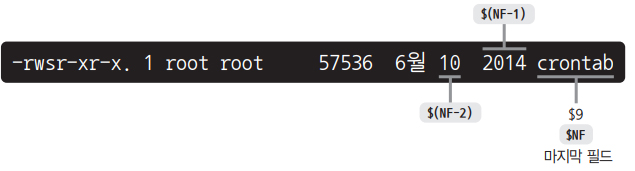 $(NF-1)
-rwsr-xr-x. 1 root root 57536 6월 10 2014 crontab
$(NF-2)
$9
$NF
마지막 필드